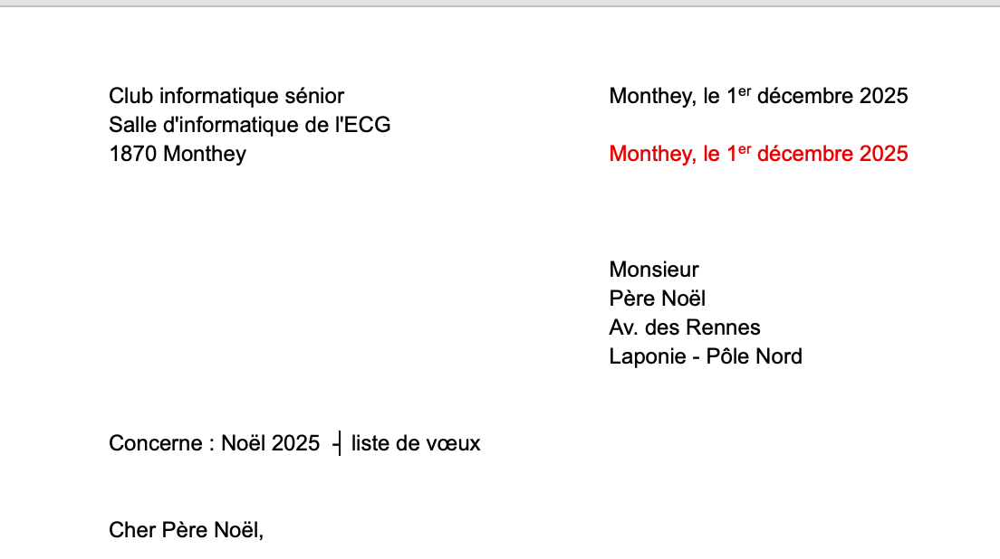 Club informatique sénior
Monthey, le 1er décembre 2025
Salle d'informatique de l'ECG
1870 Monthey
Monthey, le 1er décembre 2025
Monsieur
Père Noël
Av. des Rennes
Laponie - Pôle Nord
Concerne : Noël 2025  - liste de vœux
Cher Père Noël,